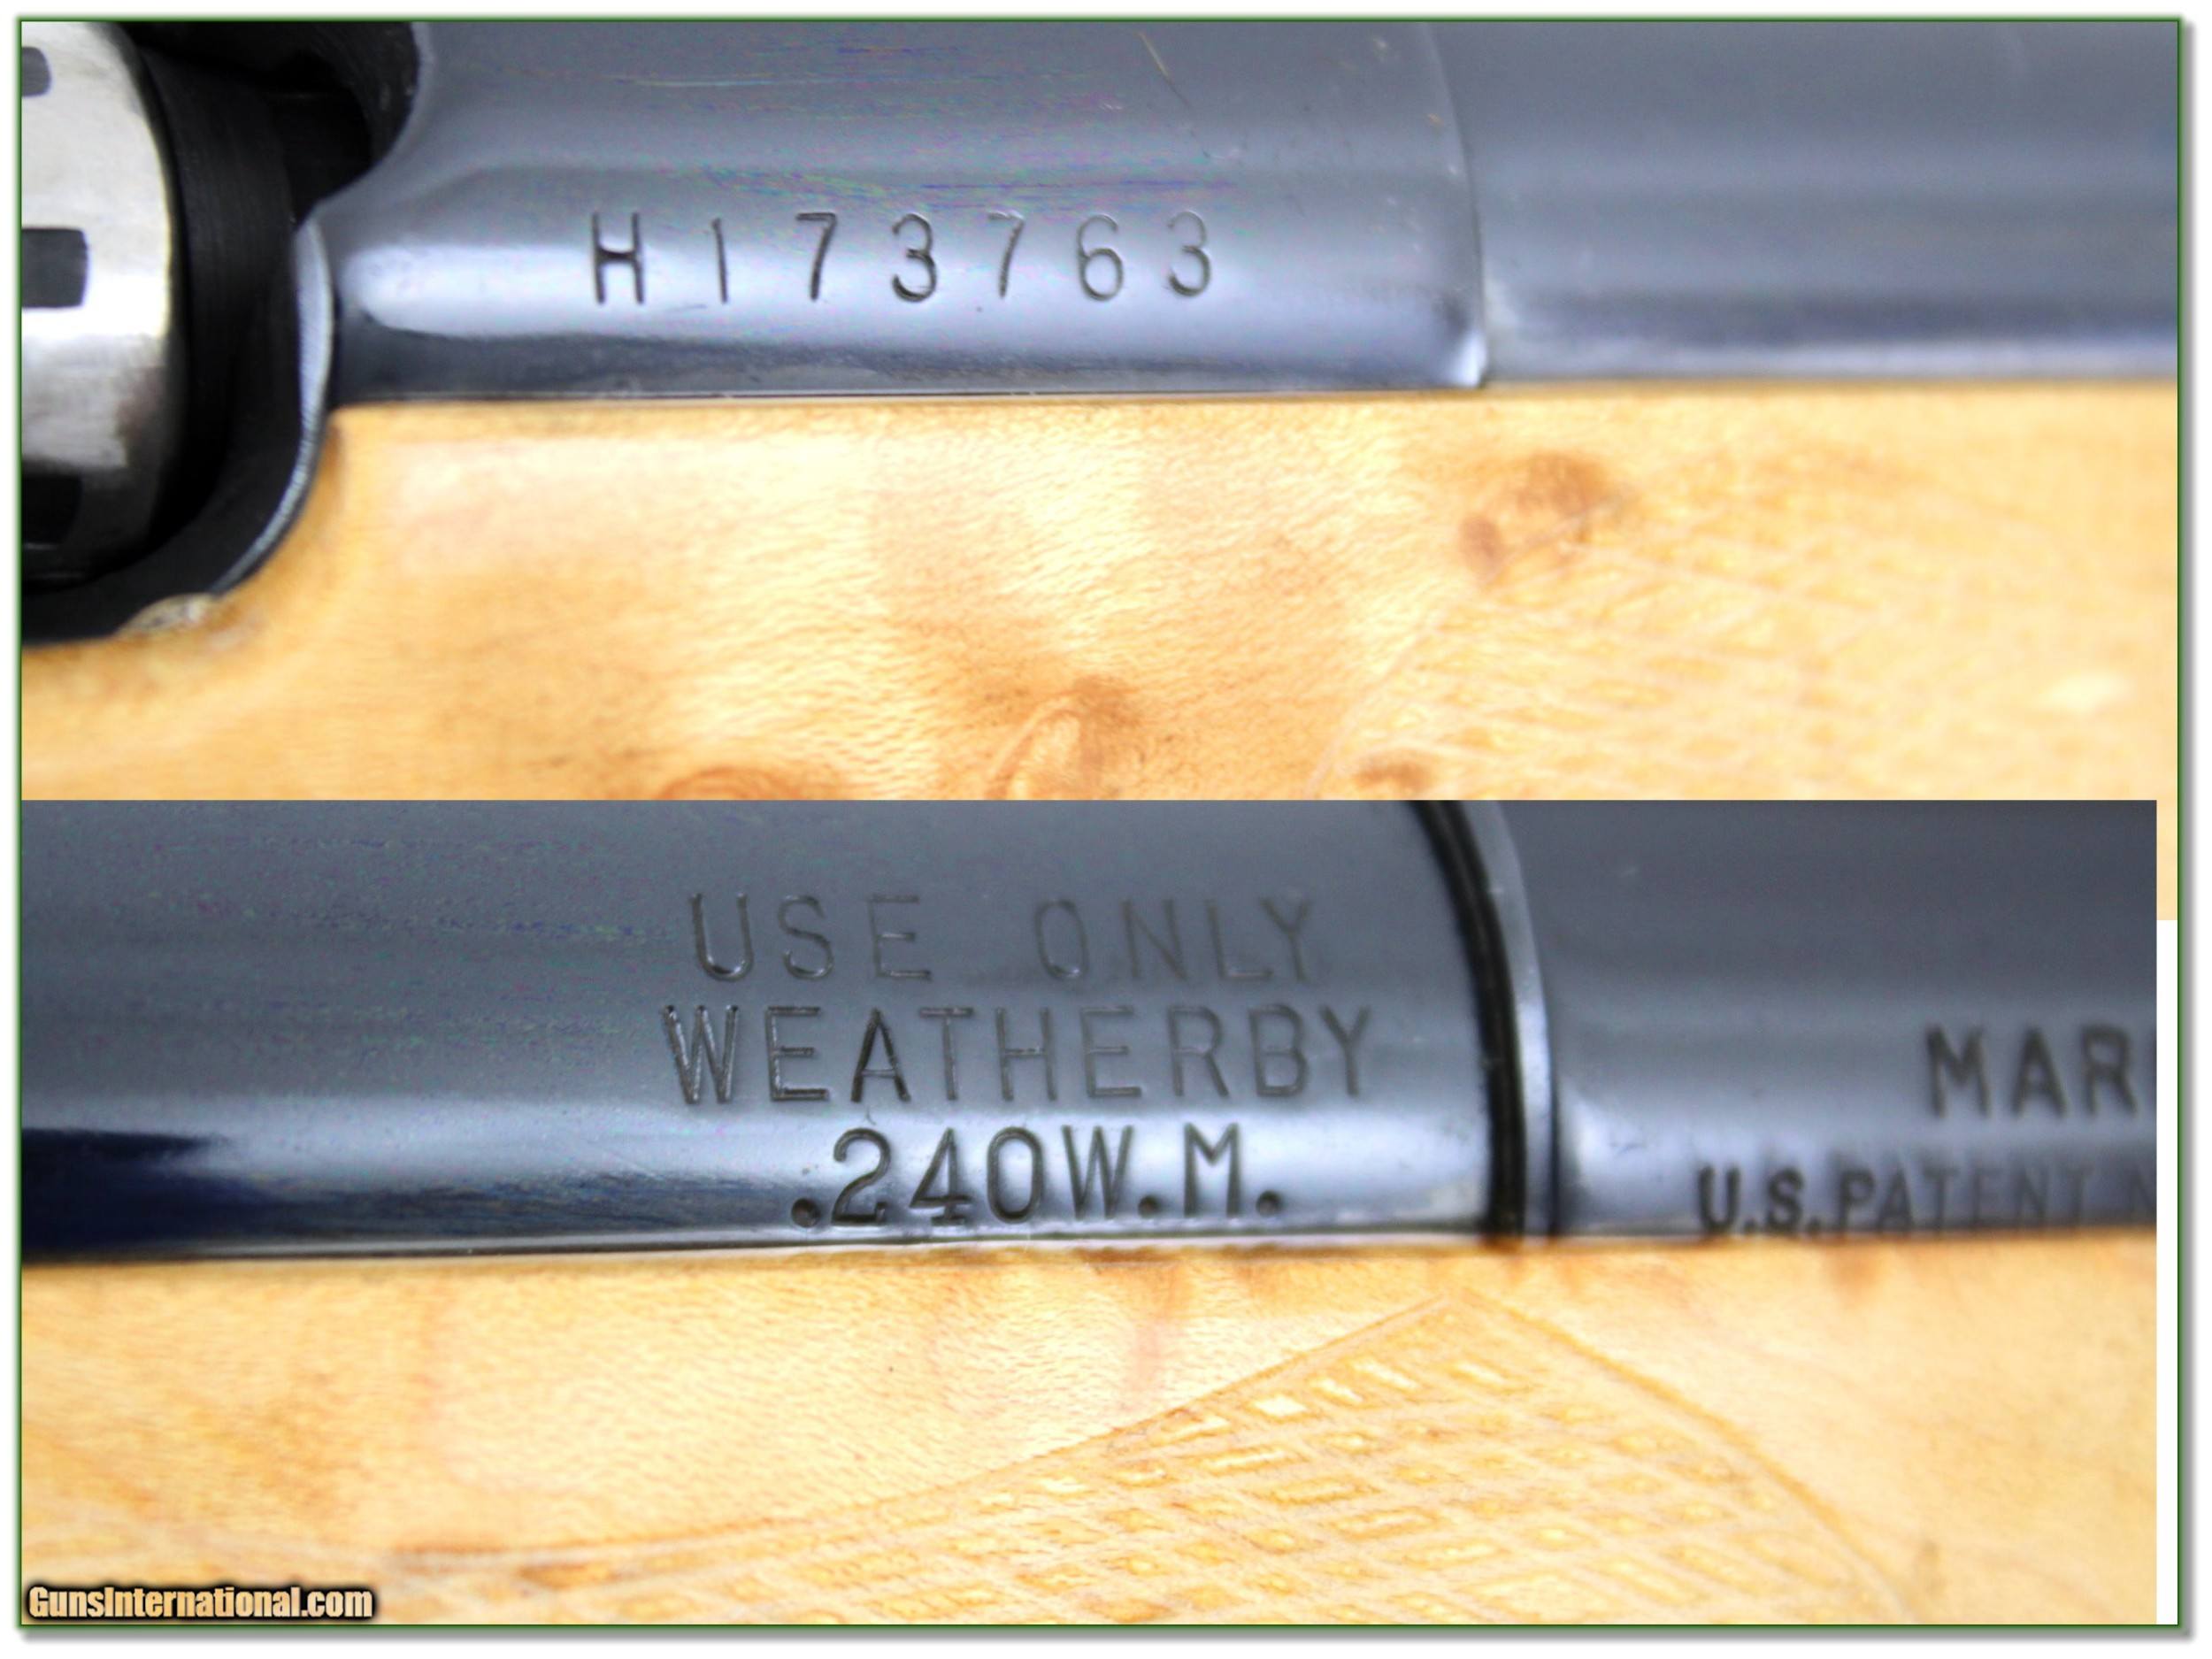 H173763
USE ONLY
WEATHERBY
.240W.M.
MAR
U.S. PATENT N
GunsInternational.com